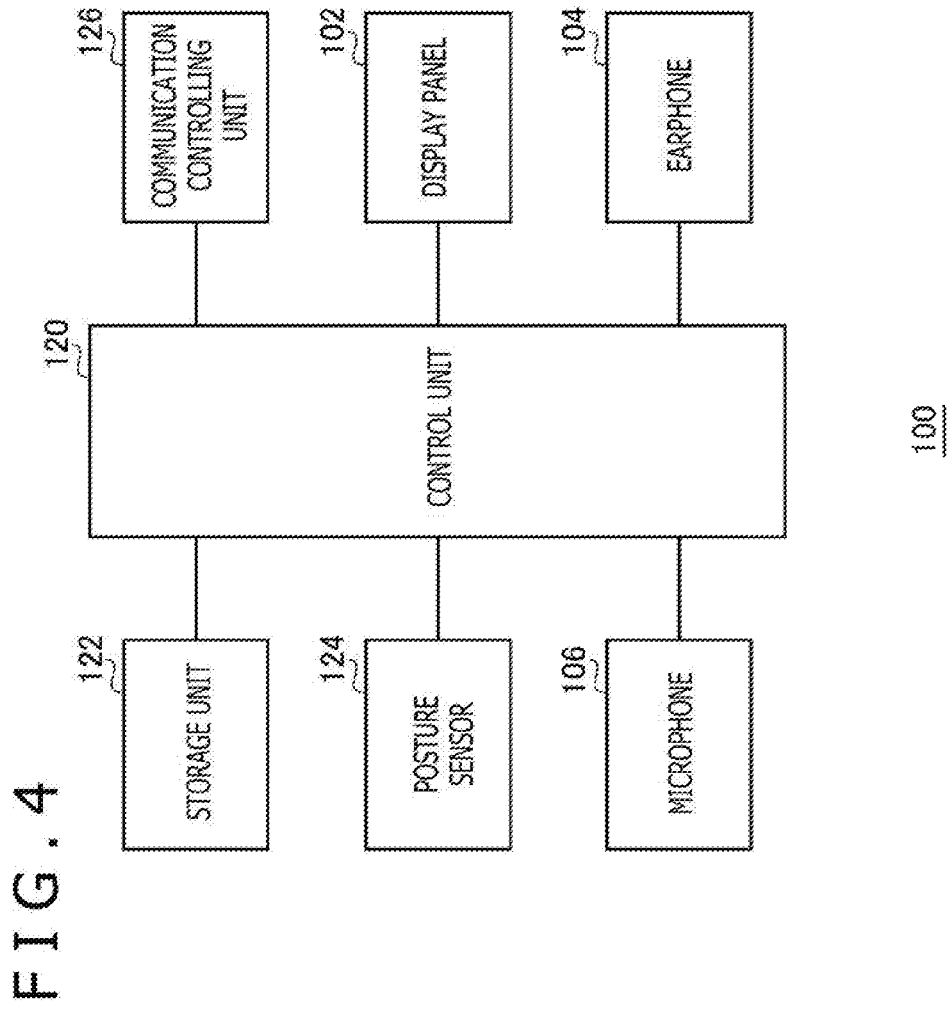 FIG.4
122
STORAGE UNIT
124
POSTURE
SENSOR
106
MICROPHONE
120
CONTROL UNIT
126
COMMUNICATION
CONTROLLING
UNIT
102
DISPLAY PANEL
104
EARPHONE
100